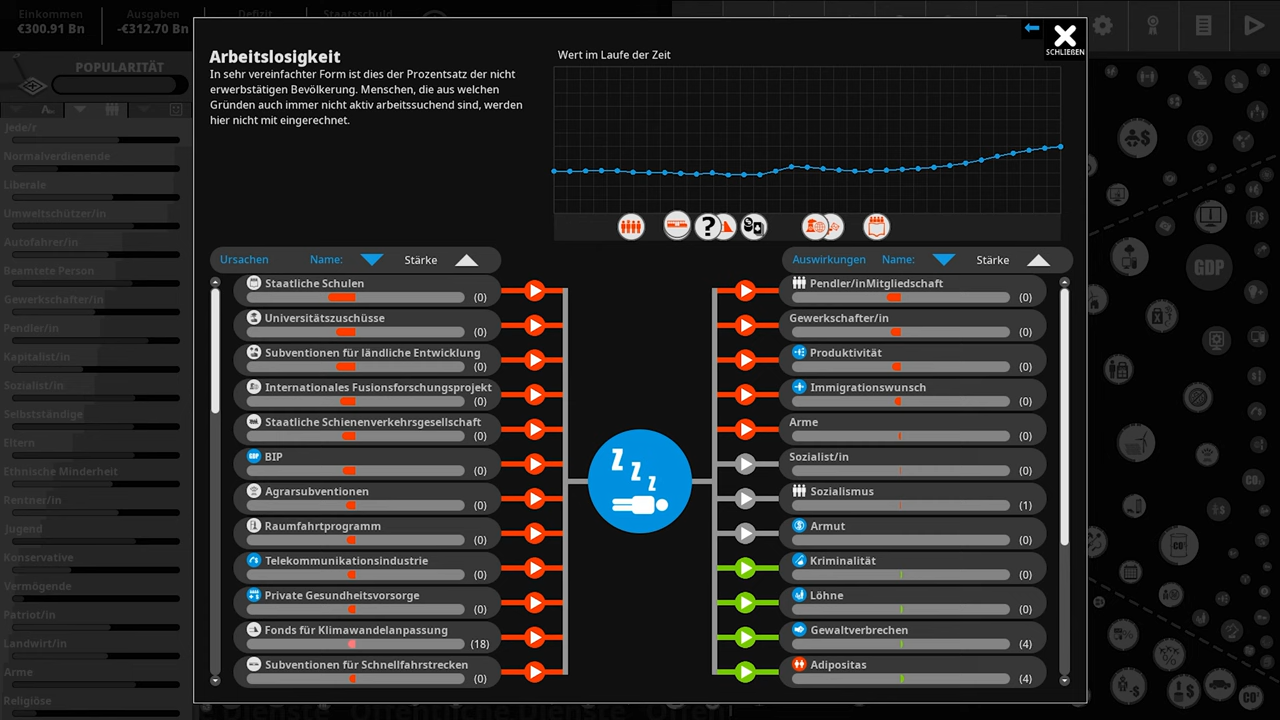 Einkommen
€300.91 Bn
Ausgaben
-€312.70 Bn
Defizit
Staatsschuld
POPULARITÄT
Jede/r
Normalverdienende
Liberale
Umweltschützer/in
Autofahrer/in
Beamtete Person
Gewerkschafter/in
Pendler/in
Kapitalist/in
Sozialist/in
Selbstständige
Eltern
Ethnische Minderheit
Rentner/in
Jugend
Konservative
Vermögende
Patriot/in
Landwirt/in
Arme
Religiöse
Arbeitslosigkeit
In sehr vereinfachter Form ist dies der Prozentsatz der nicht
erwerbstätigen Bevölkerung. Menschen, die aus welchen
Gründen auch immer nicht aktiv arbeitssuchend sind, werden
hier nicht mit eingerechnet.
Wert im Laufe der Zeit
SCHLIEẞEN
?
Ursachen Name: Stärke
Staatliche Schulen
(0)
Universitätszuschüsse
(0)
Subventionen für ländliche Entwicklung
(0)
Internationales Fusionsforschungsprojekt
(0)
Staatliche Schienenverkehrsgesellschaft
(0)
GDP BIP
(0)
Agrarsubventionen
(0)
Raumfahrtprogramm
(0)
Telekommunikationsindustrie
(0)
Private Gesundheitsvorsorge
(0)
Fonds für Klimawandelanpassung
(18)
Subventionen für Schnellfahrstrecken
(0)
Z Z Z
Auswirkungen Name: Stärke
Pendler/inMitgliedschaft
(0)
Gewerkschafter/in
(0)
Produktivität
(0)
Immigrationswunsch
(0)
Arme
(0)
Sozialist/in
(0)
Sozialismus
(1)
Armut
(0)
Kriminalität
(0)
Löhne
(0)
Gewaltverbrechen
(4)
Adipositas
(4)
GDP